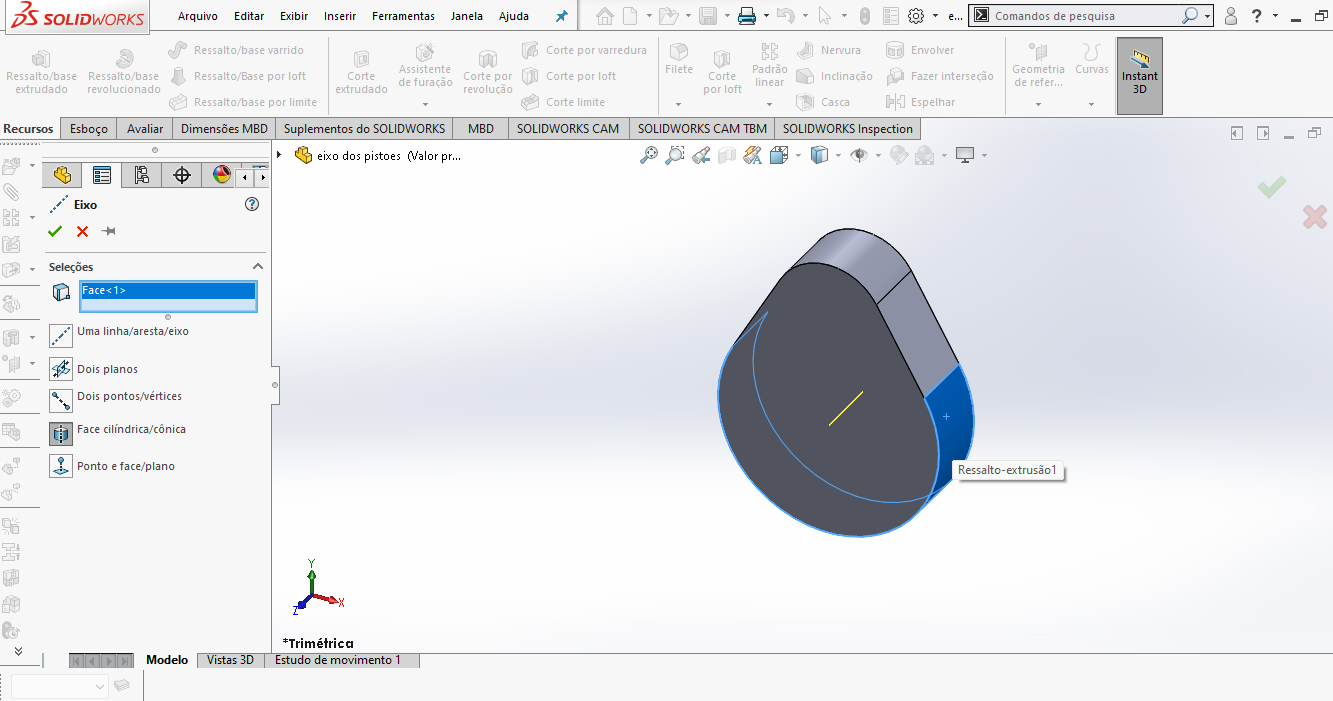 SOLIDWORKS
Arquivo Editar Exibir Inserir Ferramentas Janela Ajuda
e...
Comandos de pesquisa
?
Ressalto/base extrudado
Ressalto/base revolucionado
Ressalto/base varrido
Ressalto/Base por loft
Ressalto/base por limite
Corte extrudado
Assistente de furação
Corte por revolução
Corte por varredura
Corte por loft
Corte limite
Filete
Corte por loft
Padrão linear
Nervura
Inclinação
Casca
Envolver
Fazer interseção
Espelhar
Geometria de refer...
Curvas
Instant 3D
Recursos Esboço Avaliar Dimensões MBD Suplementos do SOLIDWORKS MBD SOLIDWORKS CAM SOLIDWORKS CAM TBM SOLIDWORKS Inspection
eixo dos pistoes (Valor pr...
Eixo
?
Seleções
Face<1>
Uma linha/aresta/eixo
Dois planos
Dois pontos/vértices
Face cilíndrica/cônica
Ponto e face/plano
Ressalto-extrusão1
Y
X
Z
*Trimétrica
Modelo Vistas 3D Estudo de movimento 1